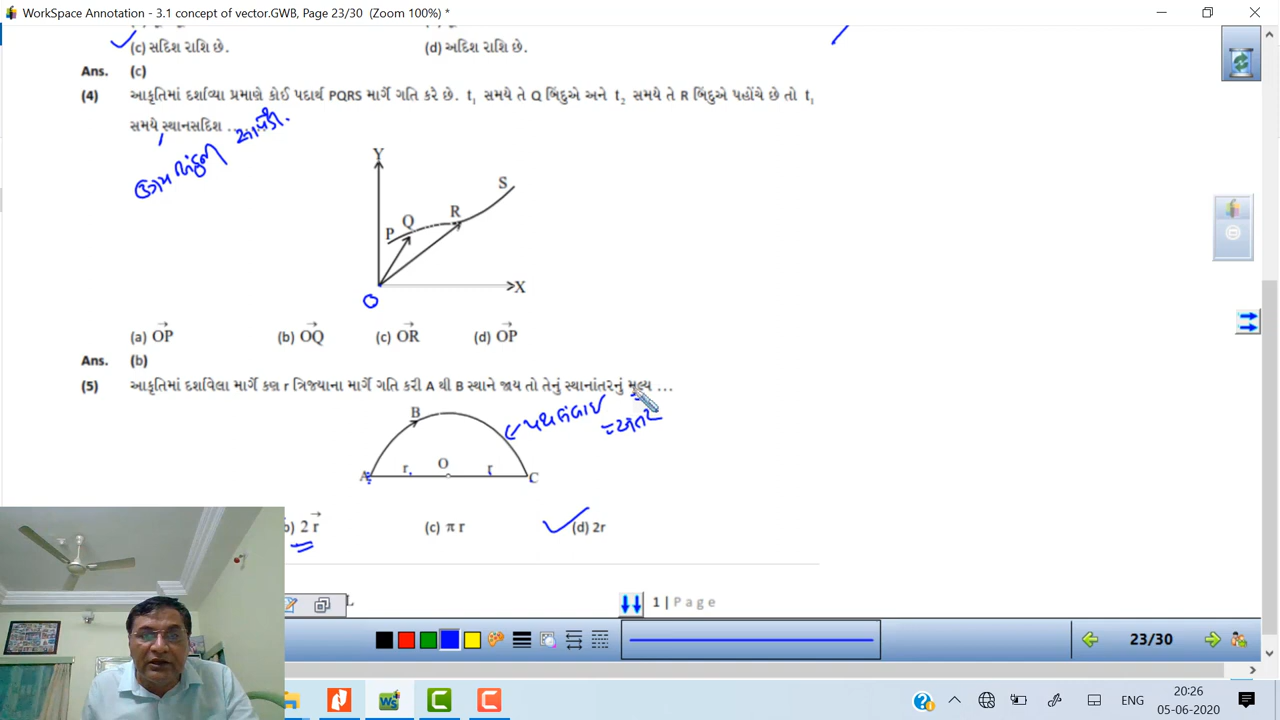 WorkSpace Annotation - 3.1 concept of vector.GWB, Page 23/30 (Zoom 100%) *
(c) સદિશ રાશિ છે. (d) અદિશ રાશિ છે.
Ans. (c)
(4) આકૃતિમાં દર્શાવ્યા પ્રમાણે કોઈ પદાર્થ PQRS માર્ગે ગતિ કરે છે. t₁ સમયે તે Q બિંદુએ અને t₂ સમયે તે R બિંદુએ પહોંચે છે તો t₁
સમયે સ્થાનસદિશ ...
Y
S
R
Q
P
X
O
(a) OP⃗ (b) OQ⃗ (c) OR⃗ (d) OP⃗
Ans. (b)
(5) આકૃતિમાં દર્શાવેલા માર્ગે કણ r ત્રિજ્યાના માર્ગે ગતિ કરી A થી B સ્થાને જાય તો તેનું સ્થાનાંતરનું મૂલ્ય ...
પથલંબાઈ
= અંતર
B
r O r
A C
b) 2 r⃗ (c) π r (d) 2r
L 1 | Page
23/30
ENG
20:26
05-06-2020